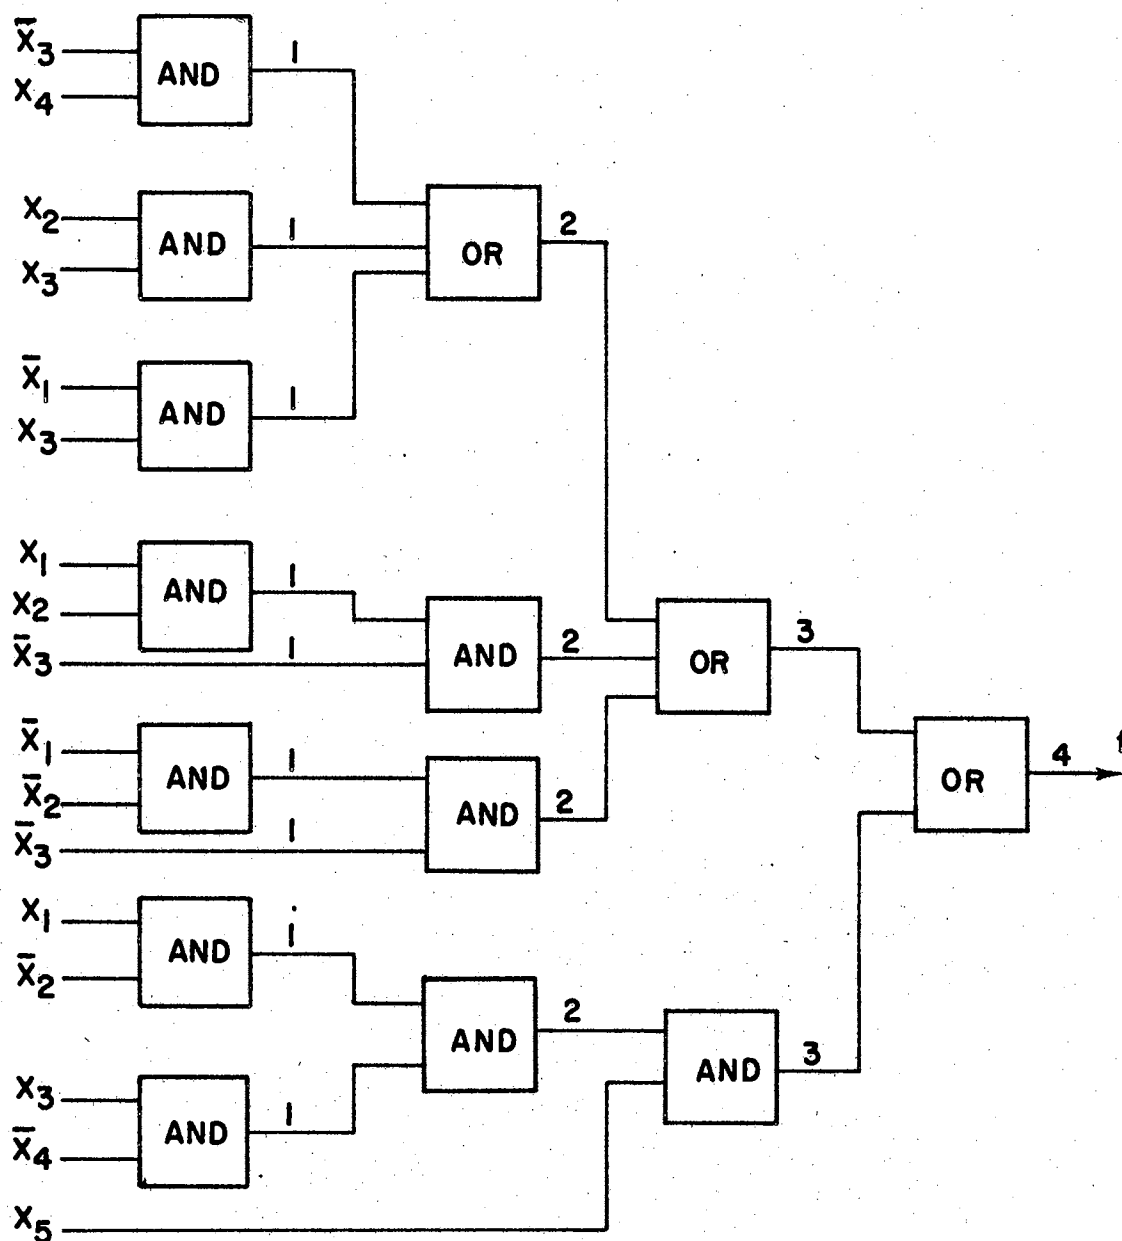 X̄3
X4
AND
1
X2
X3
AND
1
OR
2
X̄1
X3
AND
1
X1
X2
AND
1
X̄3
1
AND
2
OR
3
X̄1
X̄2
AND
1
X̄3
1
AND
2
OR
4
X1
X̄2
AND
1
AND
2
AND
3
X3
X̄4
AND
1
X5